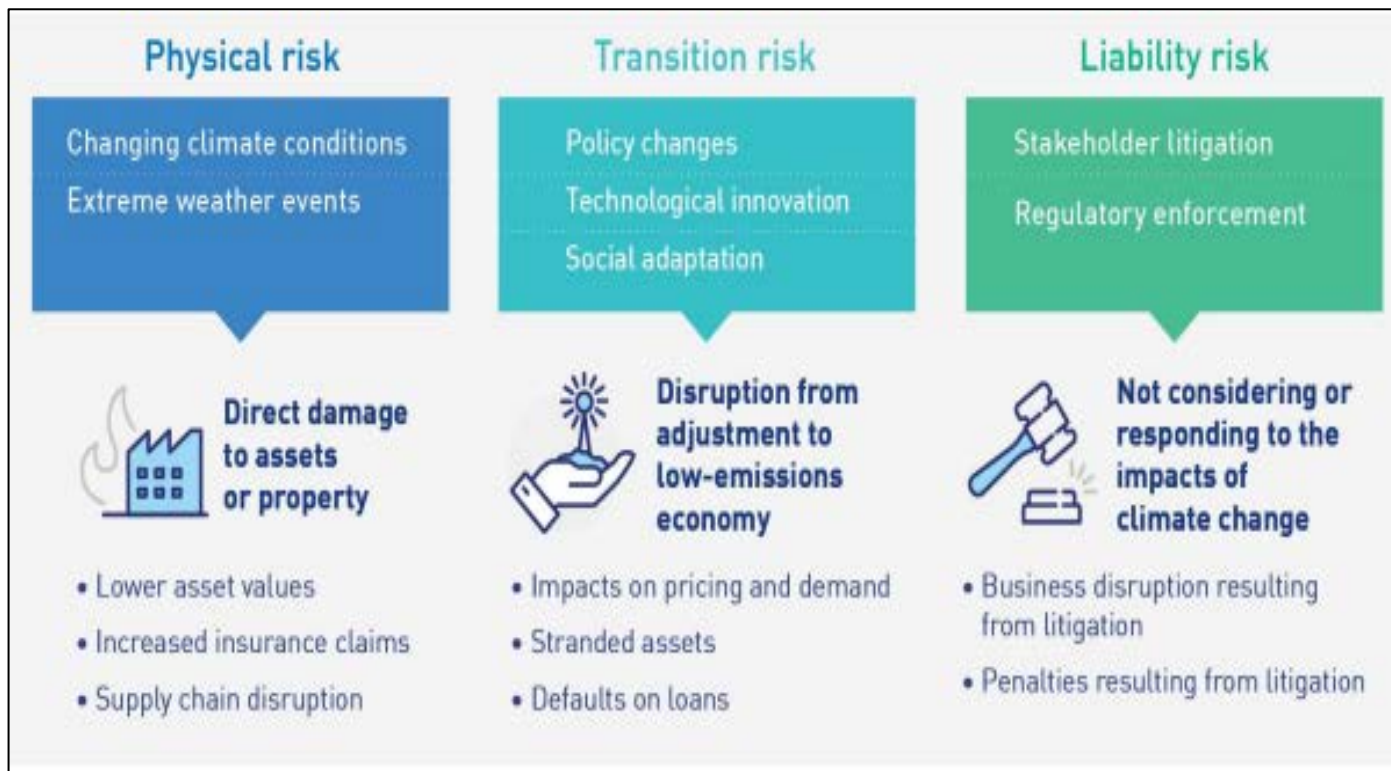 Physical risk
Changing climate conditions
Extreme weather events
Direct damage
to assets
or property
• Lower asset values
• Increased insurance claims
• Supply chain disruption
Transition risk
Policy changes
Technological innovation
Social adaptation
Disruption from
adjustment to
low-emissions
economy
• Impacts on pricing and demand
• Stranded assets
• Defaults on loans
Liability risk
Stakeholder litigation
Regulatory enforcement
Not considering or
responding to the
impacts of
climate change
• Business disruption resulting
from litigation
• Penalties resulting from litigation